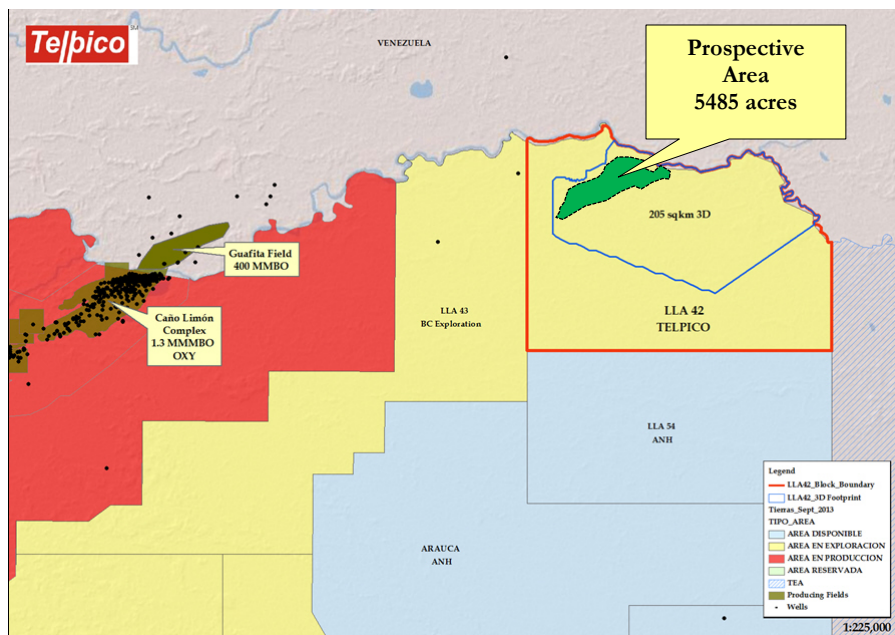 Telpico
SM
VENEZUELA
Prospective
Area
5485 acres
205 sqkm 3D
Guafita Field
400 MMBO
Caño Limón
Complex
1.3 MMMBO
OXY
LLA 43
BC Exploration
LLA 42
TELPICO
LLA 54
ANH
ARAUCA
ANH
Legend
LLA42_Block_Boundary
LLA42_3D Footprint
Tierras_Sept_2013
TIPO_AREA
AREA DISPONIBLE
AREA EN EXPLORACION
AREA EN PRODUCCION
AREA RESERVADA
TEA
Producing Fields
Wells
1:225,000